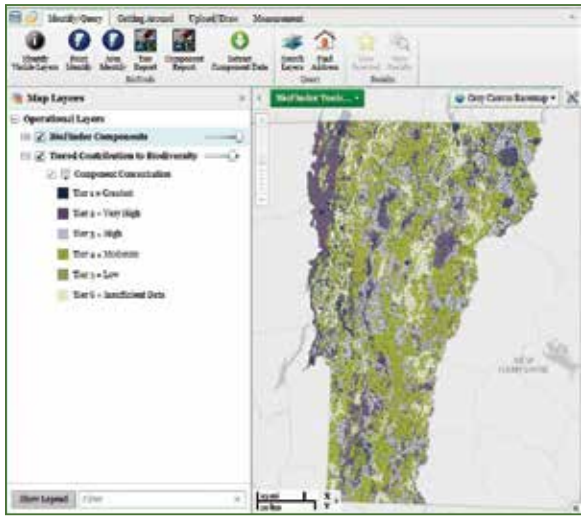 Identify/Query Getting Around Upload/Draw Measurement
Identify Visible Layers
Point Identify
Area Identify
Tier Report
Component Report
Extract Component Data
BioTools
Search Layers
Find Address
Query
Results
Map Layers
BioFinder Tools...
Grey Canvas Basemap
Operational Layers
BioFinder Components
Tiered Contribution to Biodiversity
Component Concentration
Tier 1 = Greatest
Tier 2 = Very High
Tier 3 = High
Tier 4 = Moderate
Tier 5 = Low
Tier 6 = Insufficient Data
NEW HAMPSHIRE
Show Legend Filter
X
Y